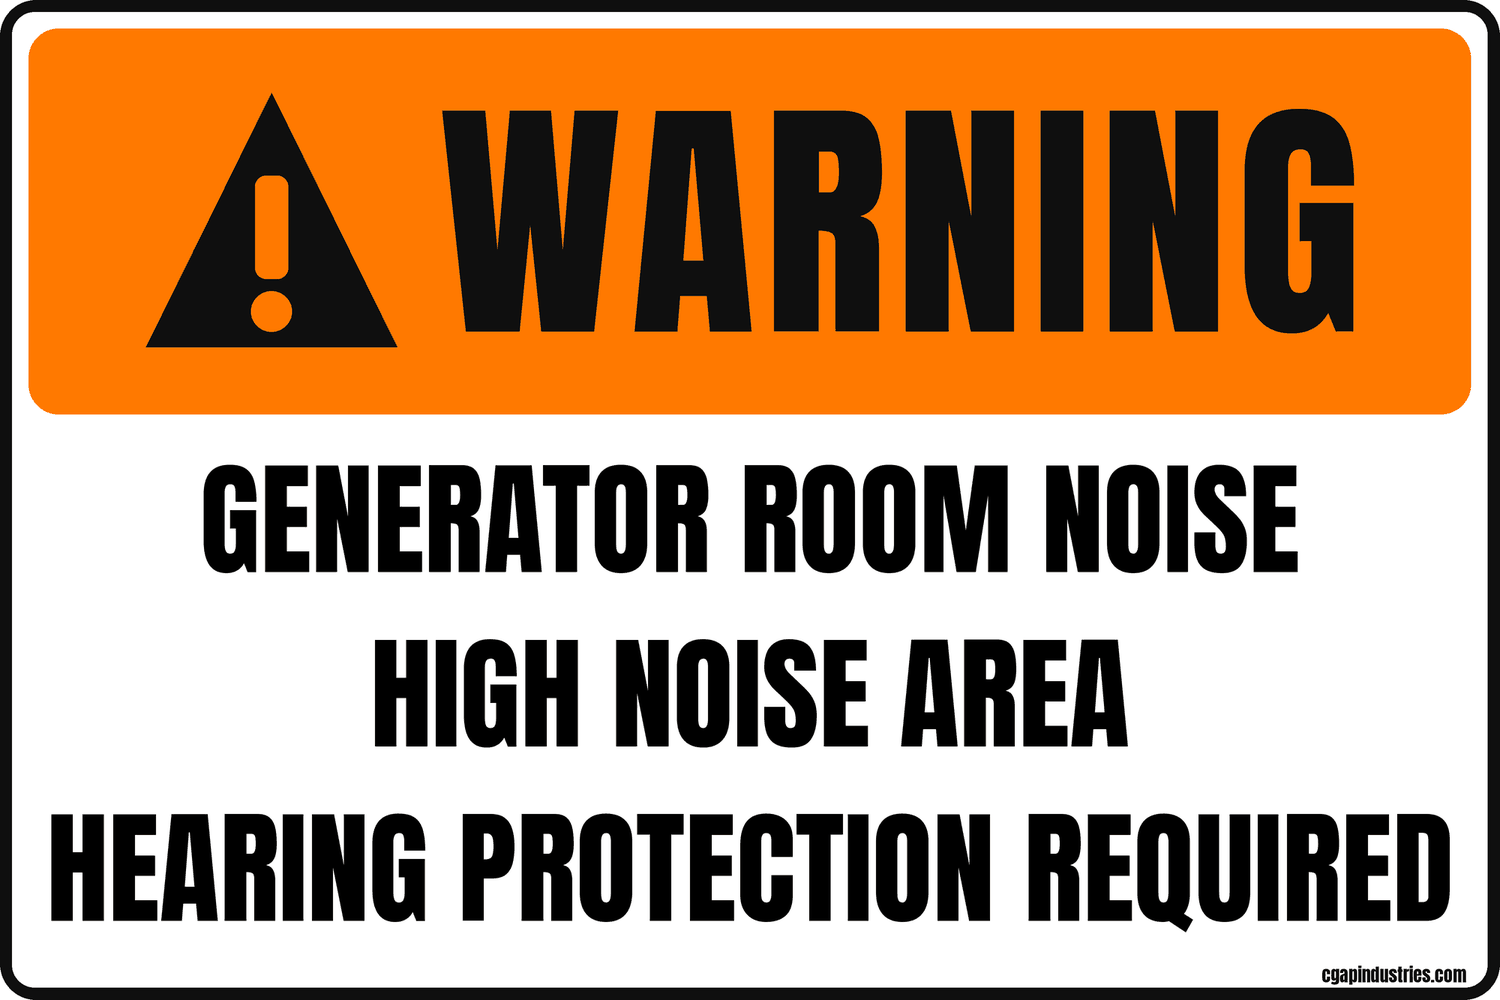 WARNING
GENERATOR ROOM NOISE
HIGH NOISE AREA
HEARING PROTECTION REQUIRED
cgapindustries.com